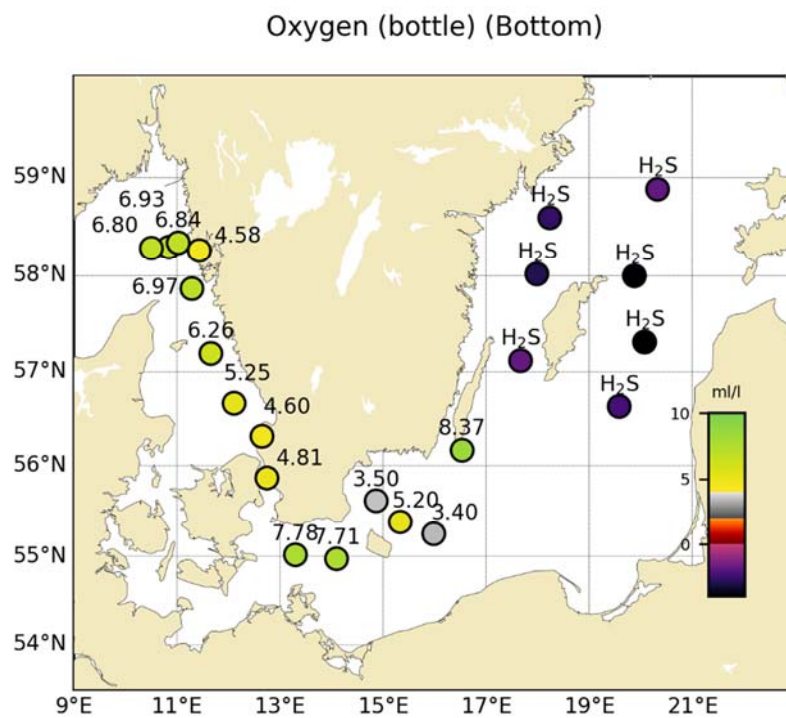 Oxygen (bottle) (Bottom)
59°N
58°N
57°N
56°N
55°N
54°N
9°E
11°E
13°E
15°E
17°E
19°E
21°E
6.93
6.80
6.84
4.58
6.97
6.26
5.25
4.60
4.81
3.50
5.20
3.40
7.78
7.71
8.37
H₂S
H₂S
H₂S
H₂S
H₂S
H₂S
H₂S
ml/l
10
5
0